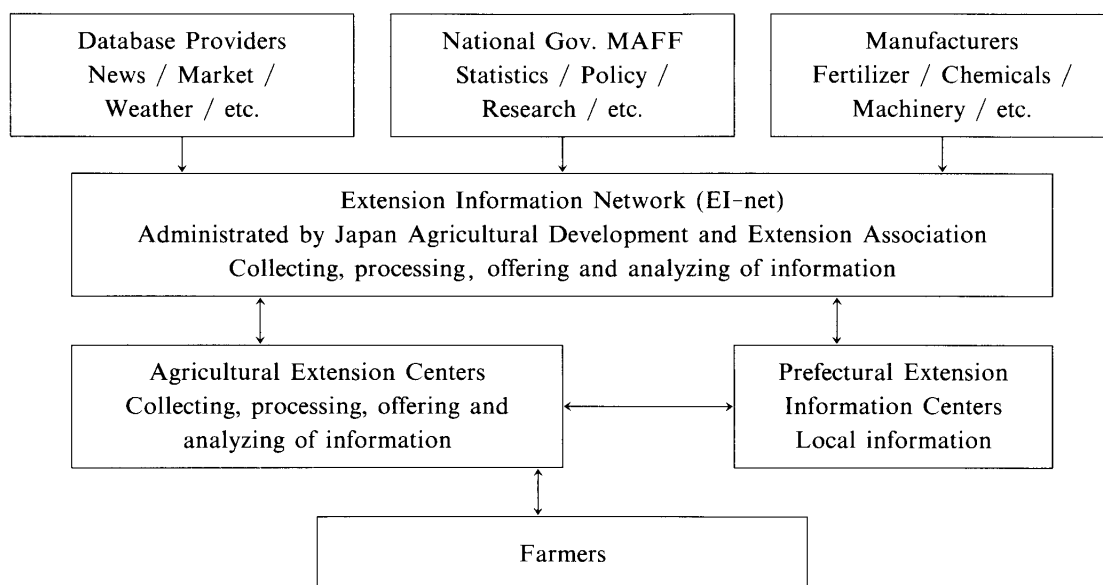 Database Providers
News / Market /
Weather / etc.
National Gov. MAFF
Statistics / Policy /
Research / etc.
Manufacturers
Fertilizer / Chemicals /
Machinery / etc.
Extension Information Network (EI-net)
Administrated by Japan Agricultural Development and Extension Association
Collecting, processing, offering and analyzing of information
Agricultural Extension Centers
Collecting, processing, offering and
analyzing of information
Prefectural Extension
Information Centers
Local information
Farmers